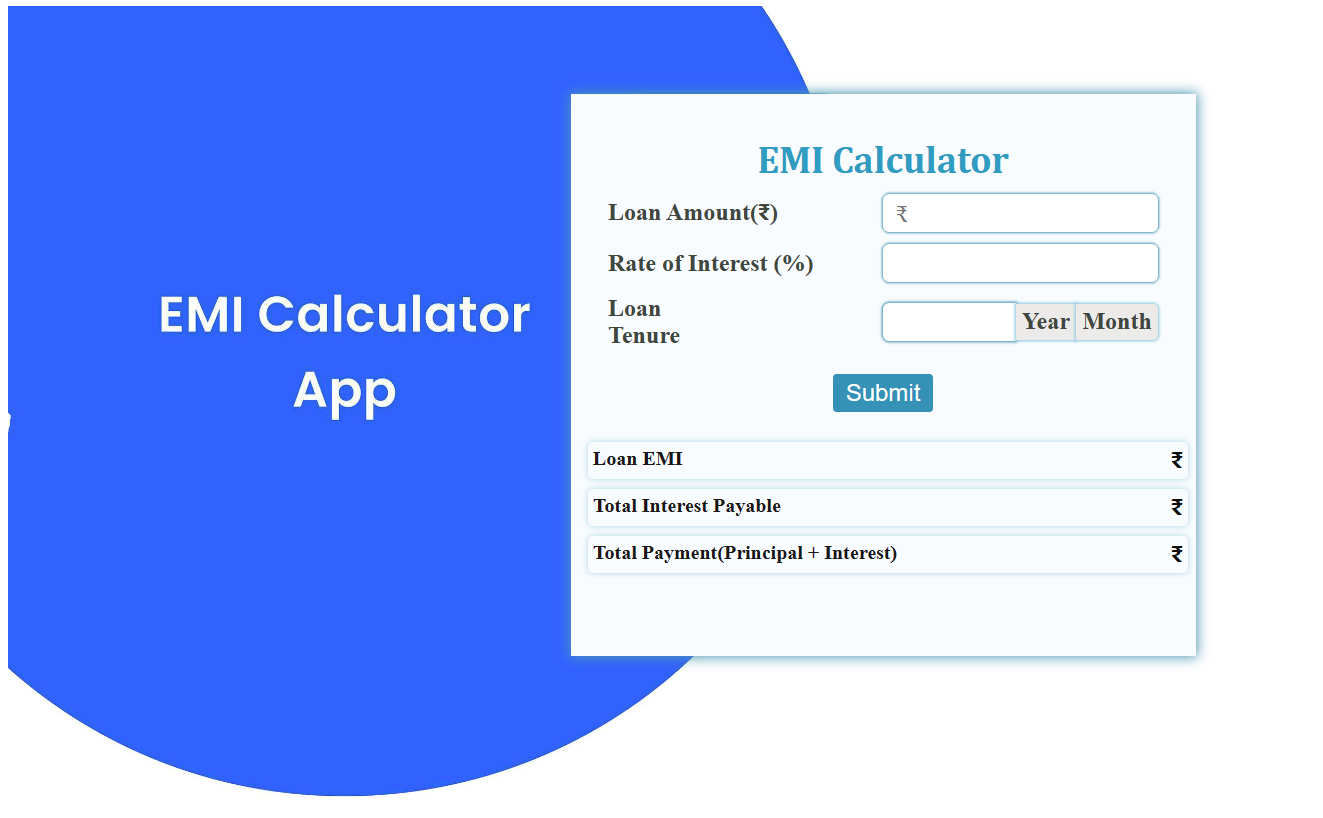 EMI Calculator
App
EMI Calculator
Loan Amount(₹)
₹
Rate of Interest (%)
Loan
Tenure
Year Month
Submit
Loan EMI ₹
Total Interest Payable ₹
Total Payment(Principal + Interest) ₹